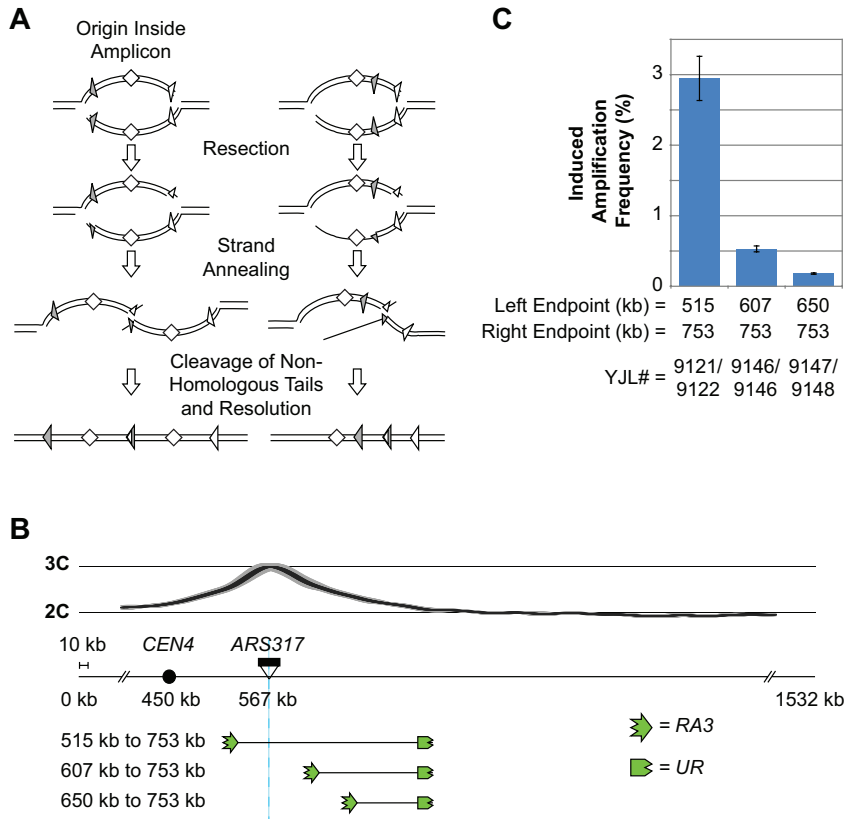 A
Origin Inside
Amplicon
Resection
Strand
Annealing
Cleavage of Non-
Homologous Tails
and Resolution
C
Induced
Amplification
Frequency (%)
3
2
1
0
Left Endpoint (kb) = 515 607 650
Right Endpoint (kb) = 753 753 753
YJL# = 9121/ 9146/ 9147/
9122 9146 9148
B
3C
2C
10 kb CEN4 ARS317
0 kb 450 kb 567 kb 1532 kb
515 kb to 753 kb
607 kb to 753 kb
650 kb to 753 kb
= RA3
= UR